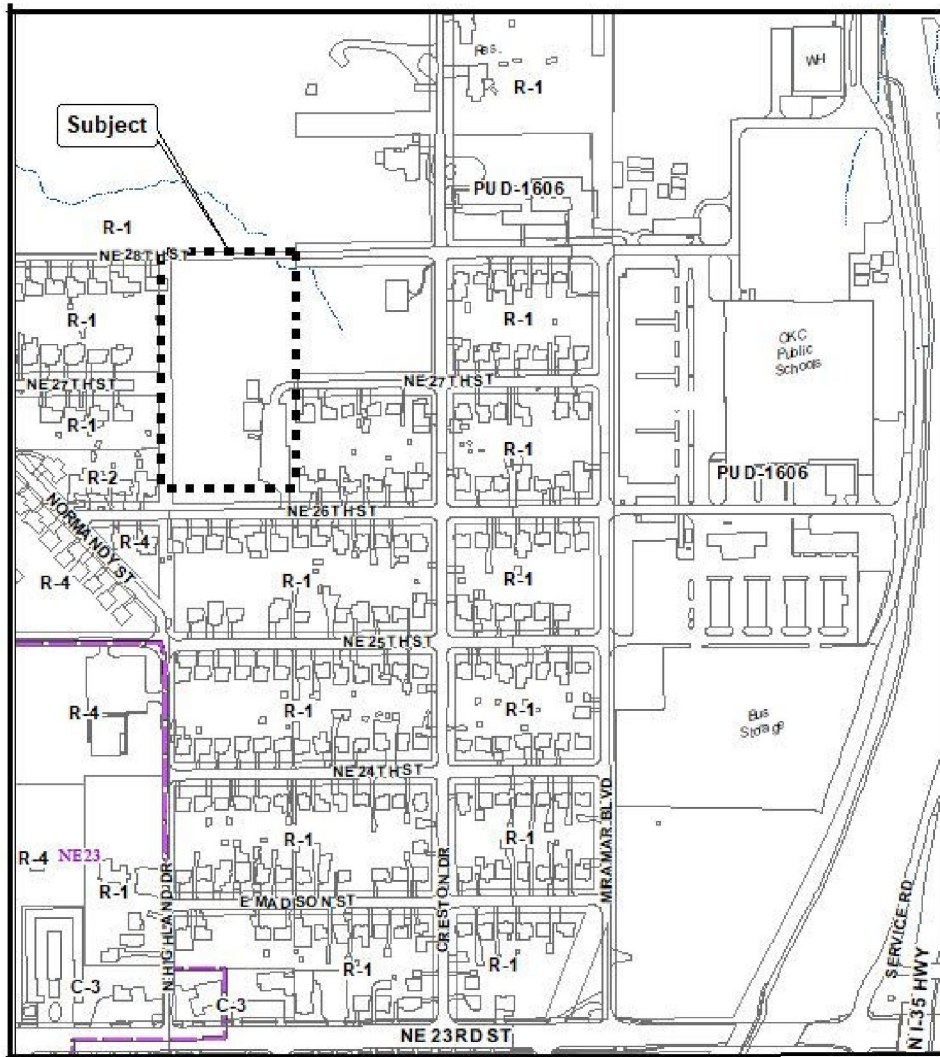 WH
Res.
R-1
Subject
PUD-1606
R-1
NE 28TH ST
R-1
R-1
OKC
Public
Schools
NE 27TH ST
NE 27TH ST
R-1
R-1
R-2
PUD-1606
NE 26TH ST
NORMANDY ST
R-4
R-4
R-1
R-1
NE 25TH ST
R-4
R-1
R-1
Bus
Storage
NE 24TH ST
MIRAMAR BLVD
R-1
R-1
R-4
NE23
R-1
CRESTON DR
E MADISON ST
N HIGHLAND DR
SERVICE RD
R-1
R-1
C-3
C-3
N I-35 HWY
NE 23RD ST